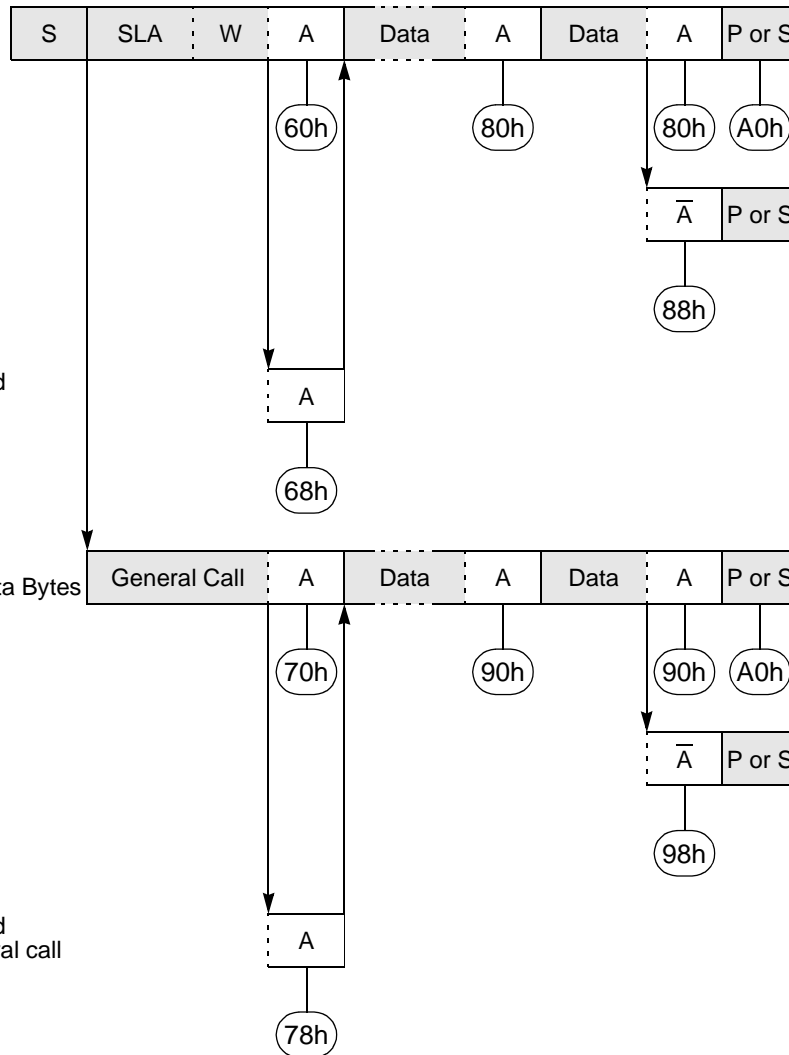 S SLA W A Data A Data A P or S
60h 80h 80h A0h
A̅ P or S
88h
A
68h
General Call A Data A Data A P or S
ta Bytes
70h 90h 90h A0h
A̅ P or S
98h
A
al call
78h